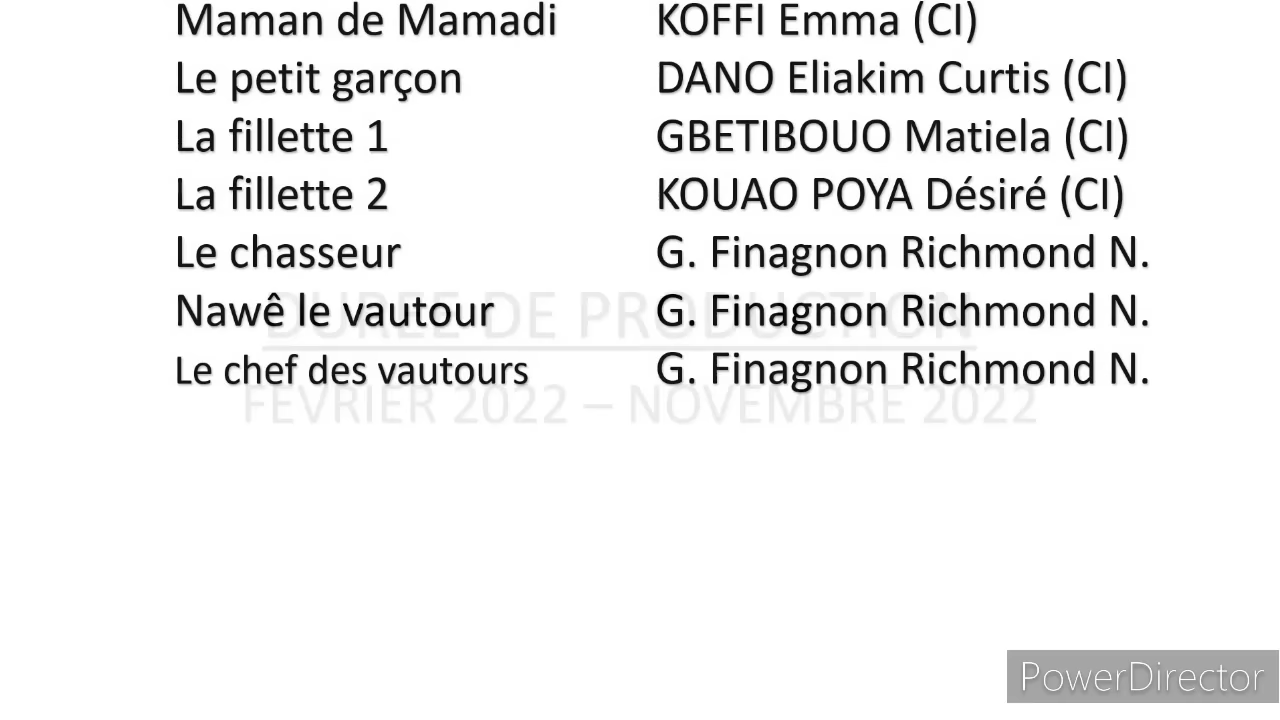 Maman de Mamadi KOFFI Emma (CI)
Le petit garçon DANO Eliakim Curtis (CI)
La fillette 1 GBETIBOUO Matiela (CI)
La fillette 2 KOUAO POYA Désiré (CI)
Le chasseur G. Finagnon Richmond N.
Nawê le vautour G. Finagnon Richmond N.
DUREE DE PRODUCTION
Le chef des vautours G. Finagnon Richmond N.
FEVRIER 2022 – NOVEMBRE 2022
PowerDirector